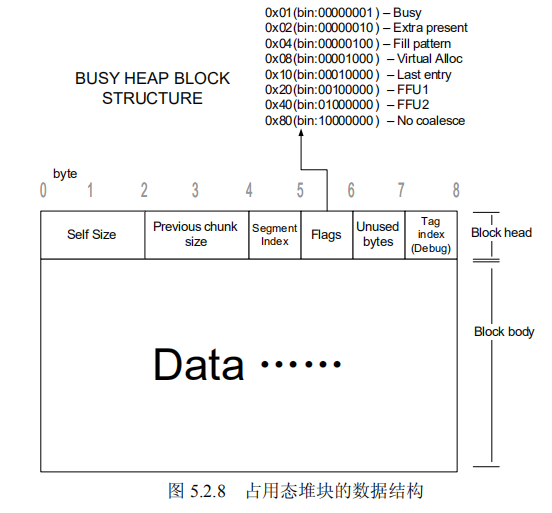 0x01(bin:00000001) – Busy
0x02(bin:00000010) – Extra present
0x04(bin:00000100) – Fill pattern
0x08(bin:00001000) – Virtual Alloc
0x10(bin:00010000) – Last entry
0x20(bin:00100000) – FFU1
0x40(bin:01000000) – FFU2
0x80(bin:10000000) – No coalesce
BUSY HEAP BLOCK
STRUCTURE
byte
0 1 2 3 4 5 6 7 8
Self Size
Previous chunk
size
Segment
Index
Flags
Unused
bytes
Tag
index
(Debug)
Block head
Data ……
Block body
图 5.2.8 占用态堆块的数据结构